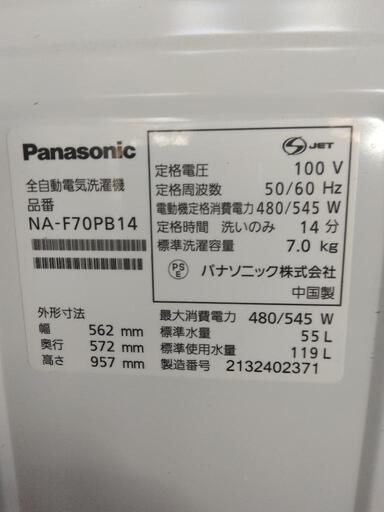 Panasonic
全自動電気洗濯機
品番
NA-F70PB14
外形寸法
幅 562 mm
奥行 572 mm
高さ 957 mm
S JET
定格電圧 100 V
定格周波数 50/60 Hz
電動機定格消費電力 480/545 W
定格時間 洗いのみ 14 分
標準洗濯容量 7.0 kg
PS E パナソニック株式会社
中国製
最大消費電力 480/545 W
標準水量 55 L
標準使用水量 119 L
製造番号 2132402371